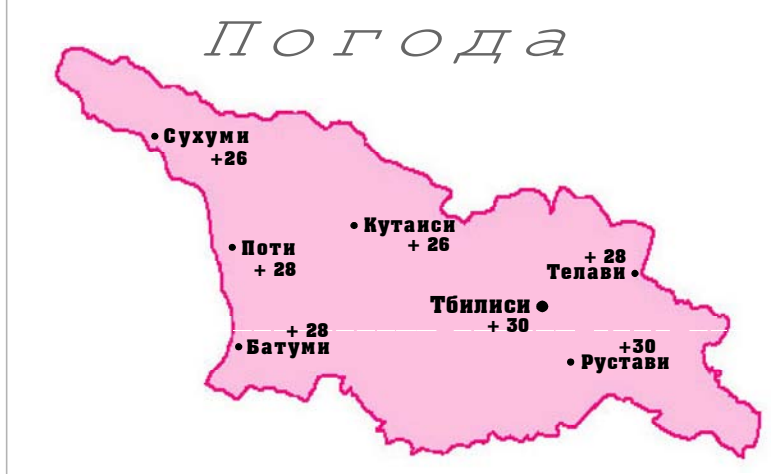 Погода
Сухуми
+26
Кутаиси
+ 26
Поти
+ 28
+ 28
Телави
Тбилиси
+ 30
+ 28
Батуми
+30
Рустави